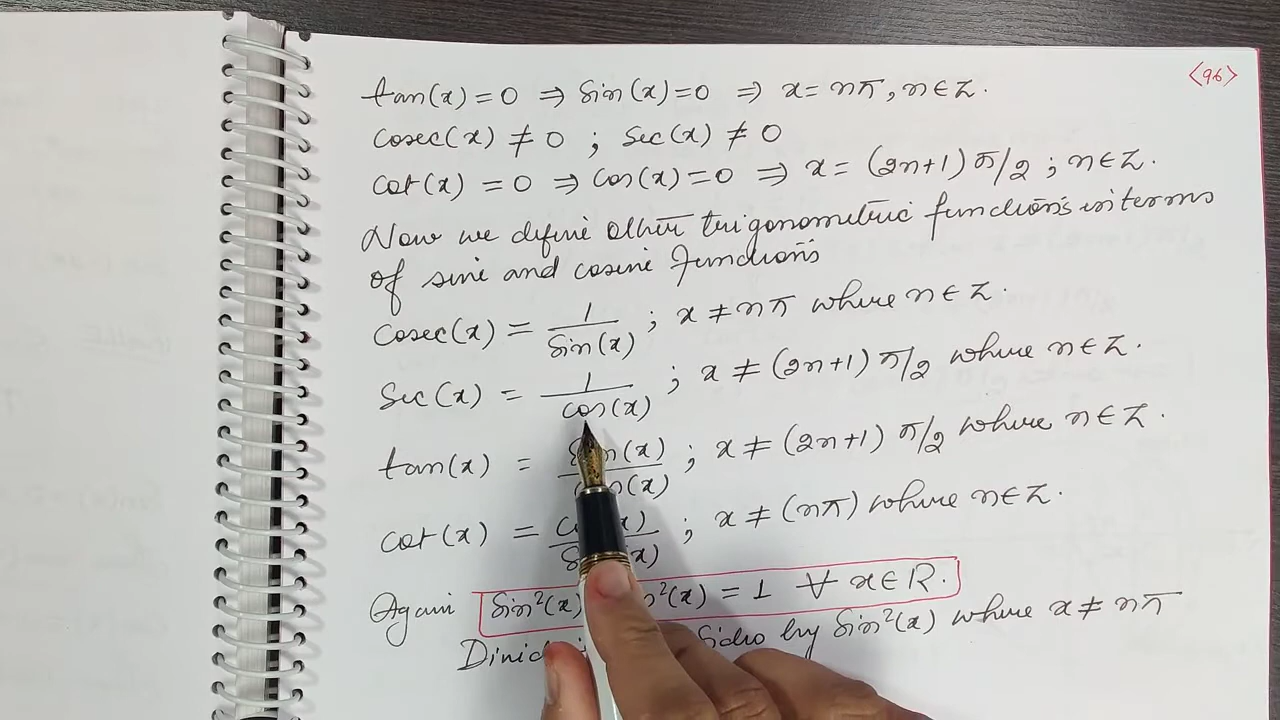 <96>
tan(x) = 0 ⇒ Sin(x) = 0 ⇒ x = nπ, n ∈ Z.
Cosec(x) ≠ 0 ; Sec(x) ≠ 0
Cot(x) = 0 ⇒ Cos(x) = 0 ⇒ x = (2n+1) π/2 ; n ∈ Z.
Now we define other trigonometric functions in terms
of sine and cosine functions
Cosec(x) = 1/Sin(x) ; x ≠ nπ where n ∈ Z.
Sec(x) = 1/cos(x) ; x ≠ (2n+1) π/2 where n ∈ Z.
tan(x) = Sin(x)/(x) ; x ≠ (2n+1) π/2 where n ∈ Z.
Cot(x) = (x)/(x) ; x ≠ (nπ) where n ∈ Z.
Again Sin²(x) ²(x) = 1 ∀ x ∈ R.
Sides by Sin²(x) where x ≠ nπ